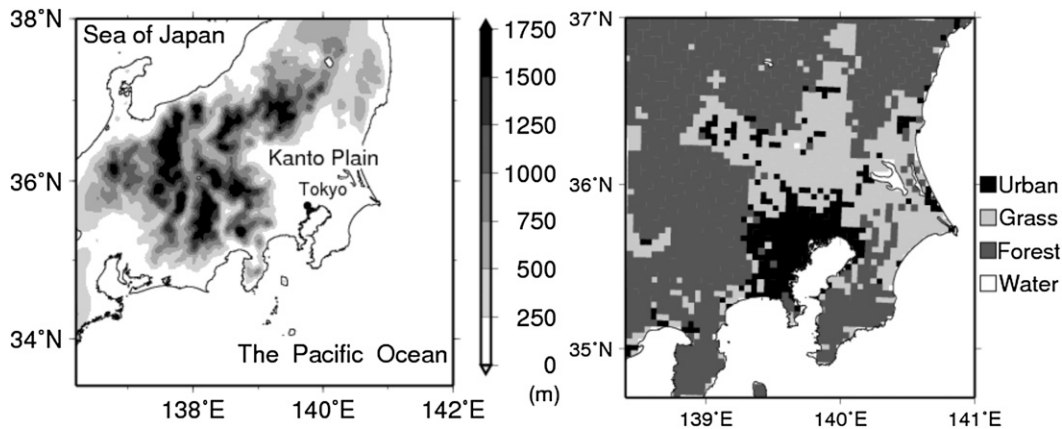 38°N
Sea of Japan
36°N
34°N
Kanto Plain
Tokyo
The Pacific Ocean
138°E
140°E
142°E
1750
1500
1250
1000
750
500
250
0
(m)
37°N
36°N
35°N
139°E
140°E
141°E
Urban
Grass
Forest
Water